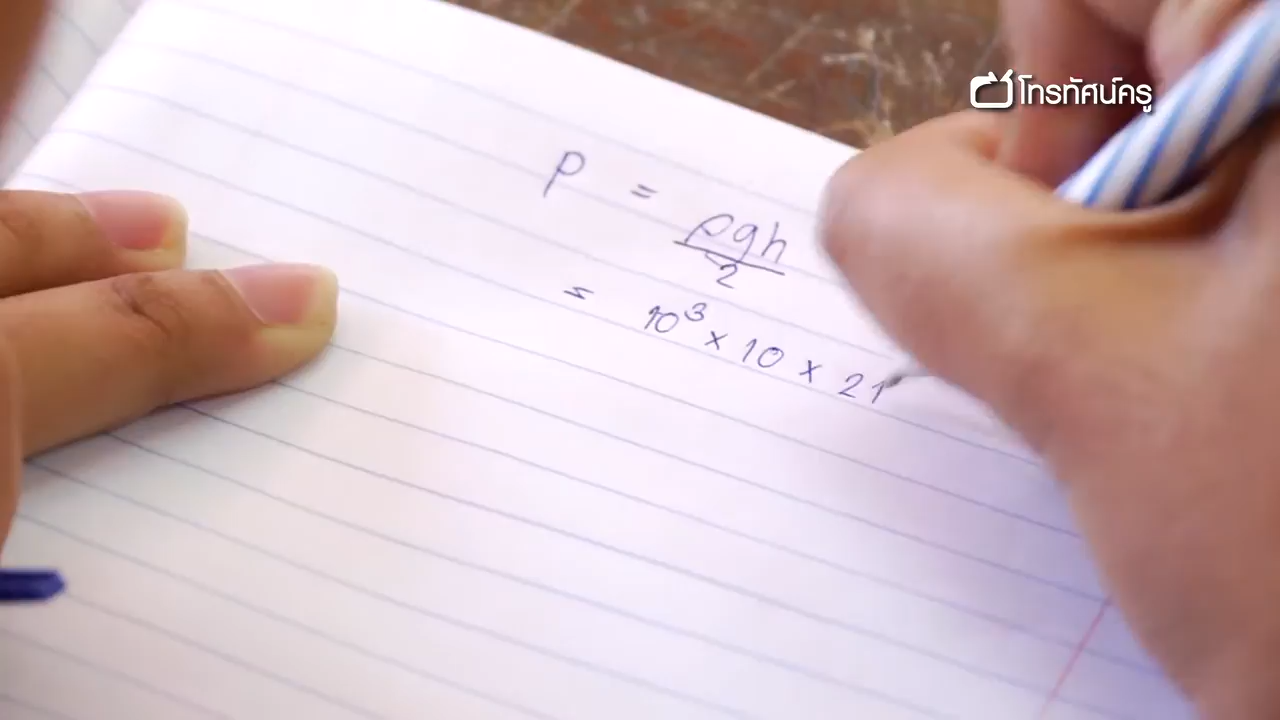 โทรทัศน์ครู
P = ρgh
2
= 10³ × 10 × 21